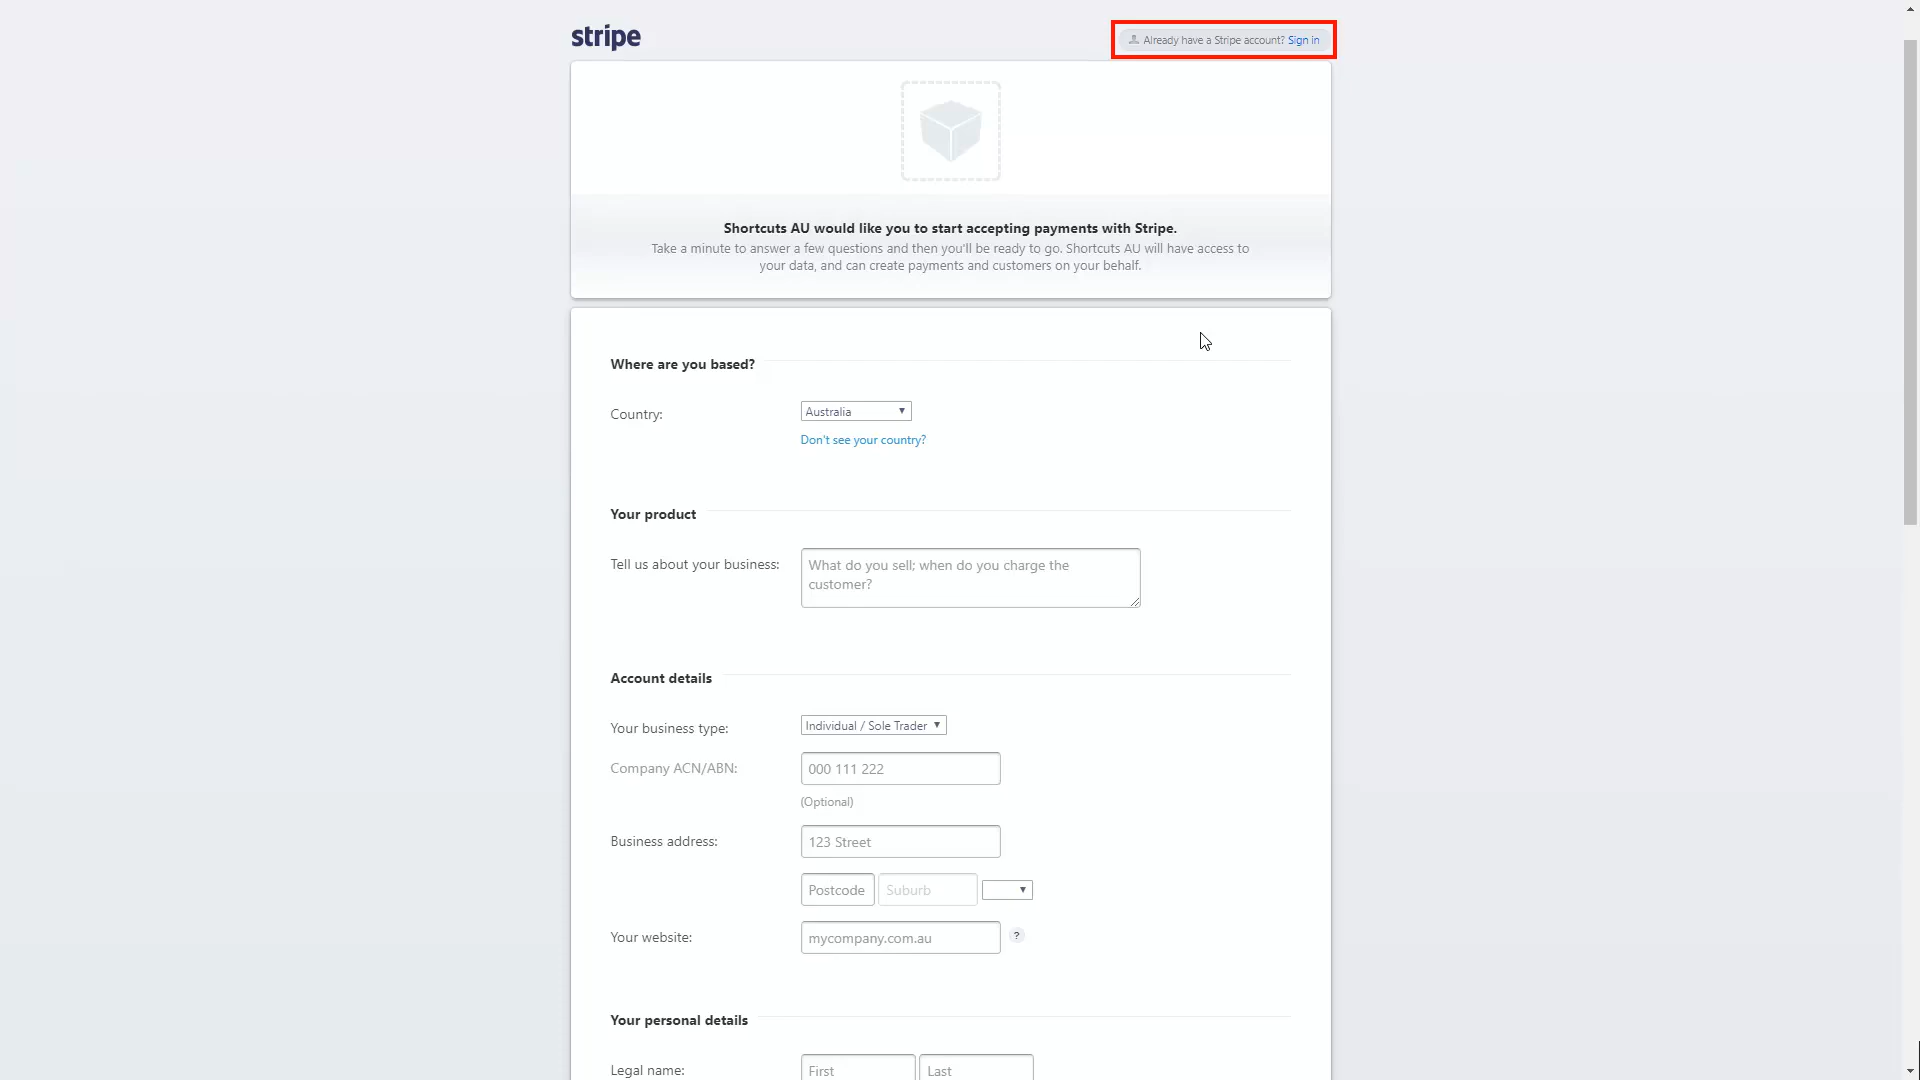 stripe
Already have a Stripe account? Sign in
Shortcuts AU would like you to start accepting payments with Stripe.
Take a minute to answer a few questions and then you'll be ready to go. Shortcuts AU will have access to
your data, and can create payments and customers on your behalf.
Where are you based?
Country:
Australia
Don't see your country?
Your product
Tell us about your business:
What do you sell; when do you charge the
customer?
Account details
Your business type:
Individual / Sole Trader
Company ACN/ABN:
000 111 222
(Optional)
Business address:
123 Street
Postcode Suburb
Your website:
mycompany.com.au ?
Your personal details
Legal name:
First Last